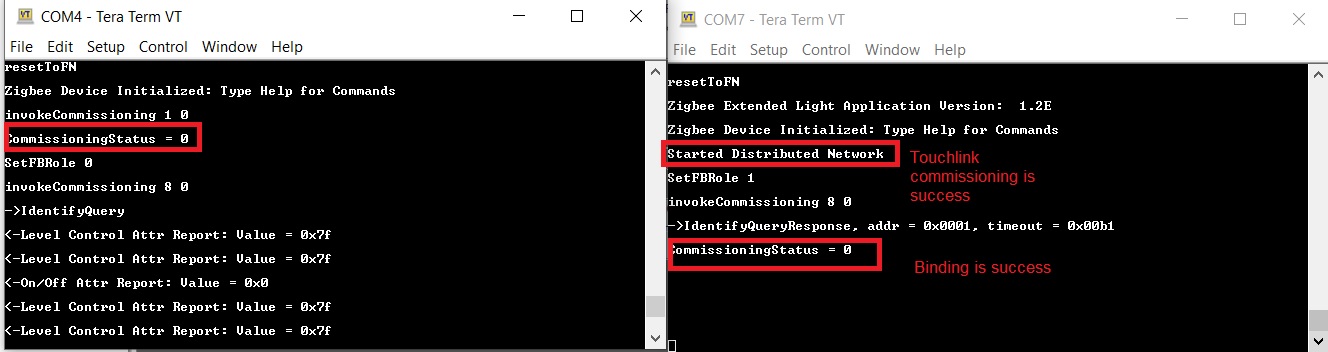 COM4 - Tera Term VT
File Edit Setup Control Window Help
resetToFN
Zigbee Device Initialized: Type Help for Commands
invokeCommissioning 1 0
CommissioningStatus = 0
SetFBRole 0
invokeCommissioning 8 0
->IdentifyQuery
<-Level Control Attr Report: Value = 0x7f
<-Level Control Attr Report: Value = 0x7f
<-On/Off Attr Report: Value = 0x0
<-Level Control Attr Report: Value = 0x7f
<-Level Control Attr Report: Value = 0x7f
COM7 - Tera Term VT
File Edit Setup Control Window Help
resetToFN
Zigbee Extended Light Application Version:  1.2E
Zigbee Device Initialized: Type Help for Commands
Started Distributed Network
Touchlink
commissioning is
success
SetFBRole 1
invokeCommissioning 8 0
->IdentifyQueryResponse, addr = 0x0001, timeout = 0x00b1
CommissioningStatus = 0
Binding is success